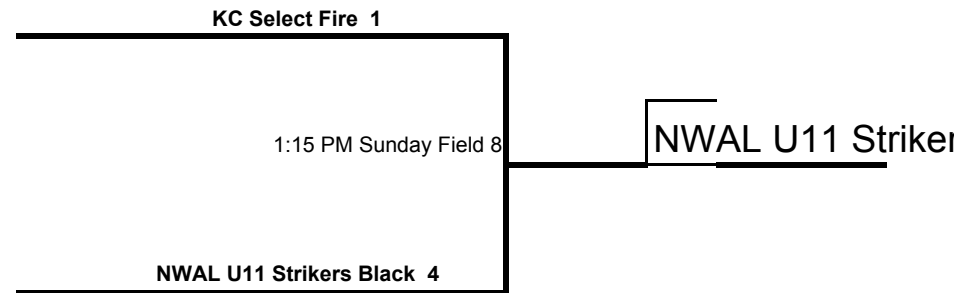 KC Select Fire 1
1:15 PM Sunday Field 8
NWAL U11 Striker
NWAL U11 Strikers Black 4